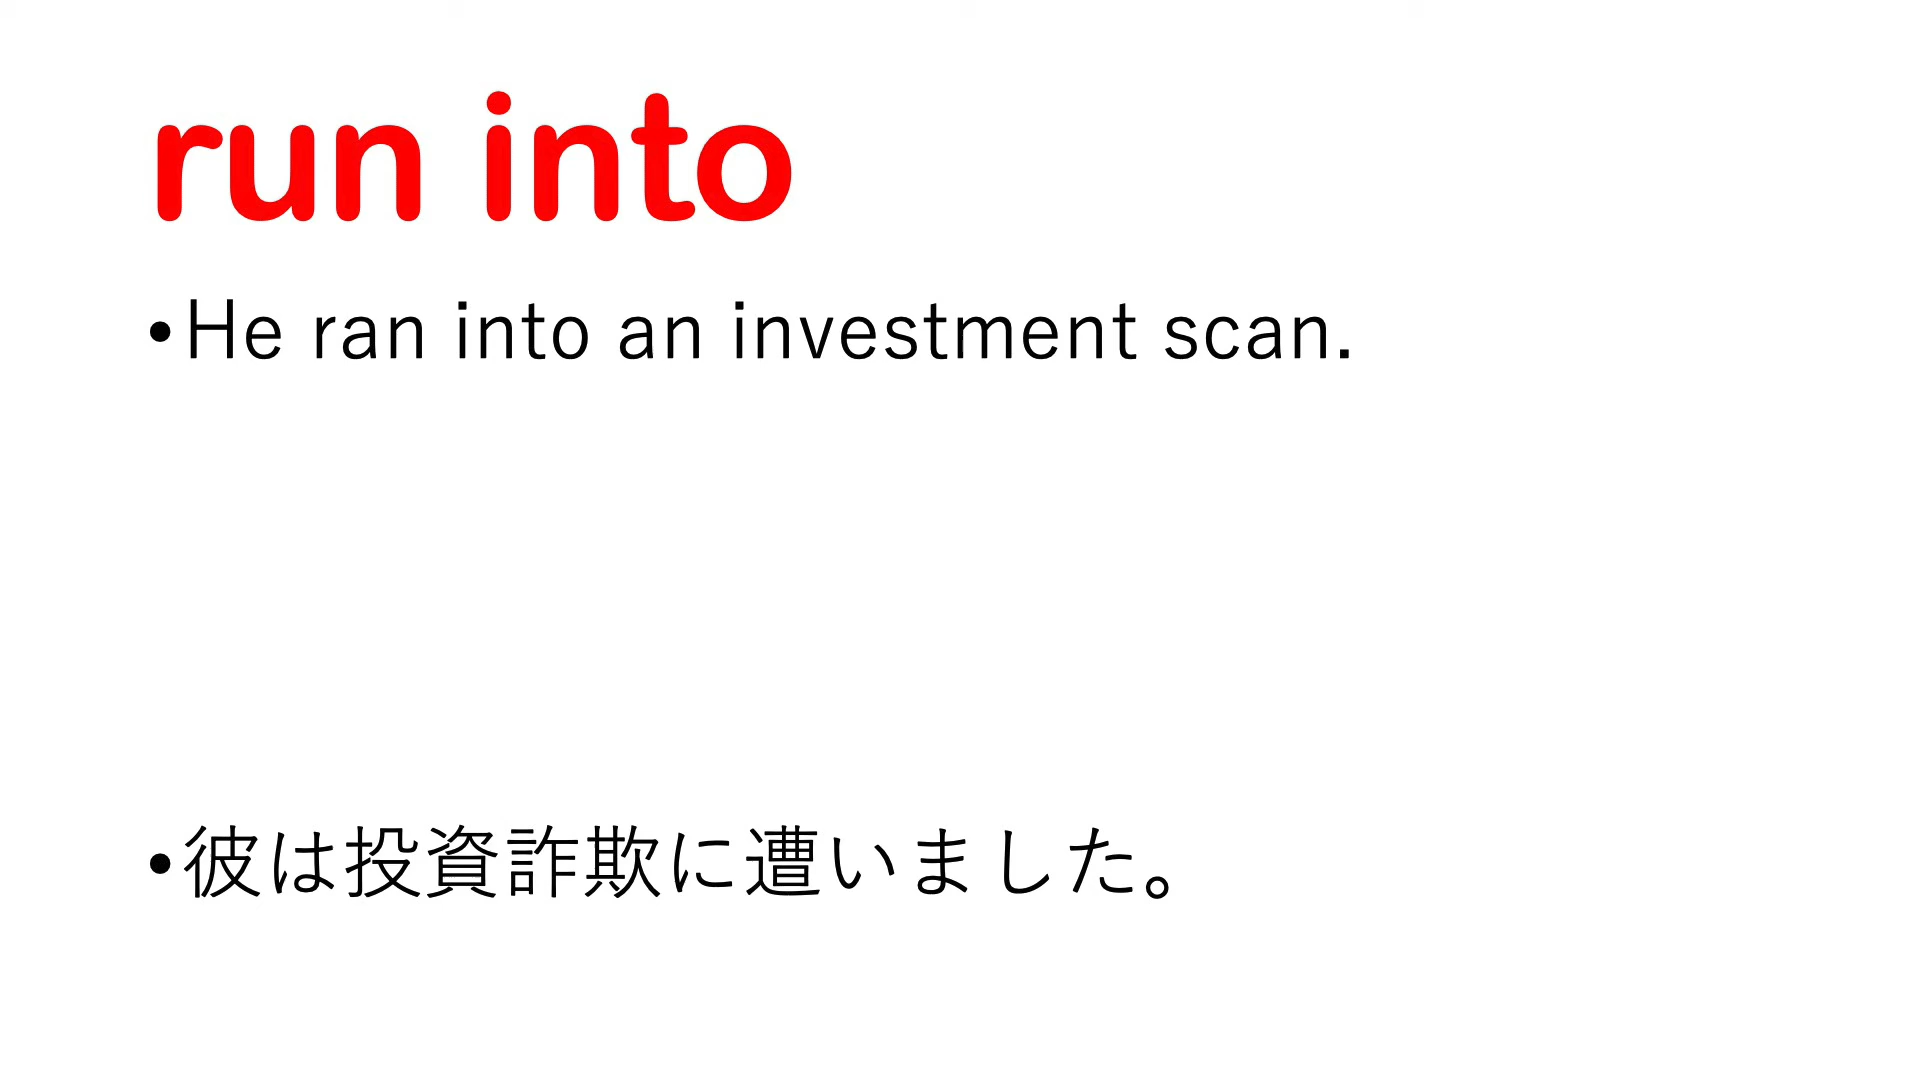 run into
•He ran into an investment scan.
•彼は投資詐欺に遭いました。